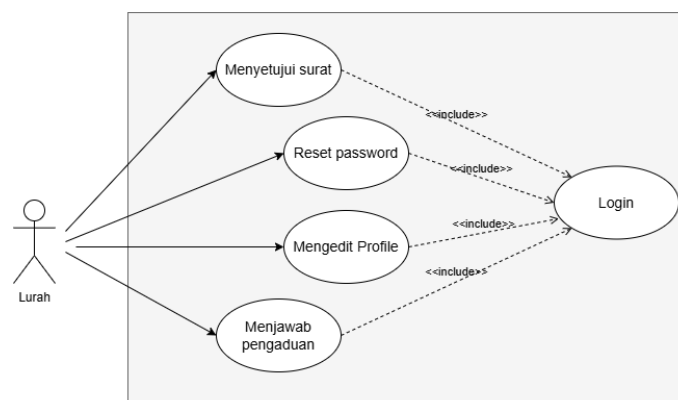 Menyetujui surat
<<include>>
Reset password
<<include>>
Login
<<include>>
Mengedit Profile
<<include>>
Lurah
Menjawab
pengaduan